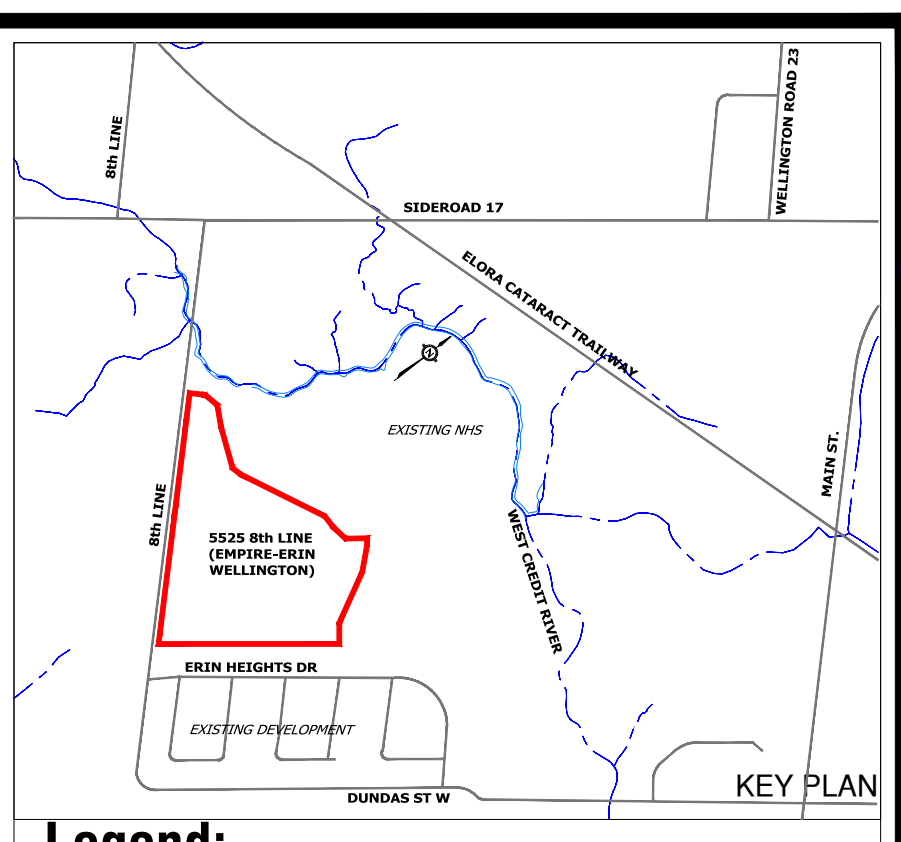 8th LINE
WELLINGTON ROAD 23
SIDEROAD 17
ELORA CATARACT TRAILWAY
N
EXISTING NHS
MAIN ST.
8th LINE
5525 8th LINE
(EMPIRE-ERIN
WELLINGTON)
WEST CREDIT RIVER
ERIN HEIGHTS DR
EXISTING DEVELOPMENT
KEY PLAN
DUNDAS ST W
Legend: